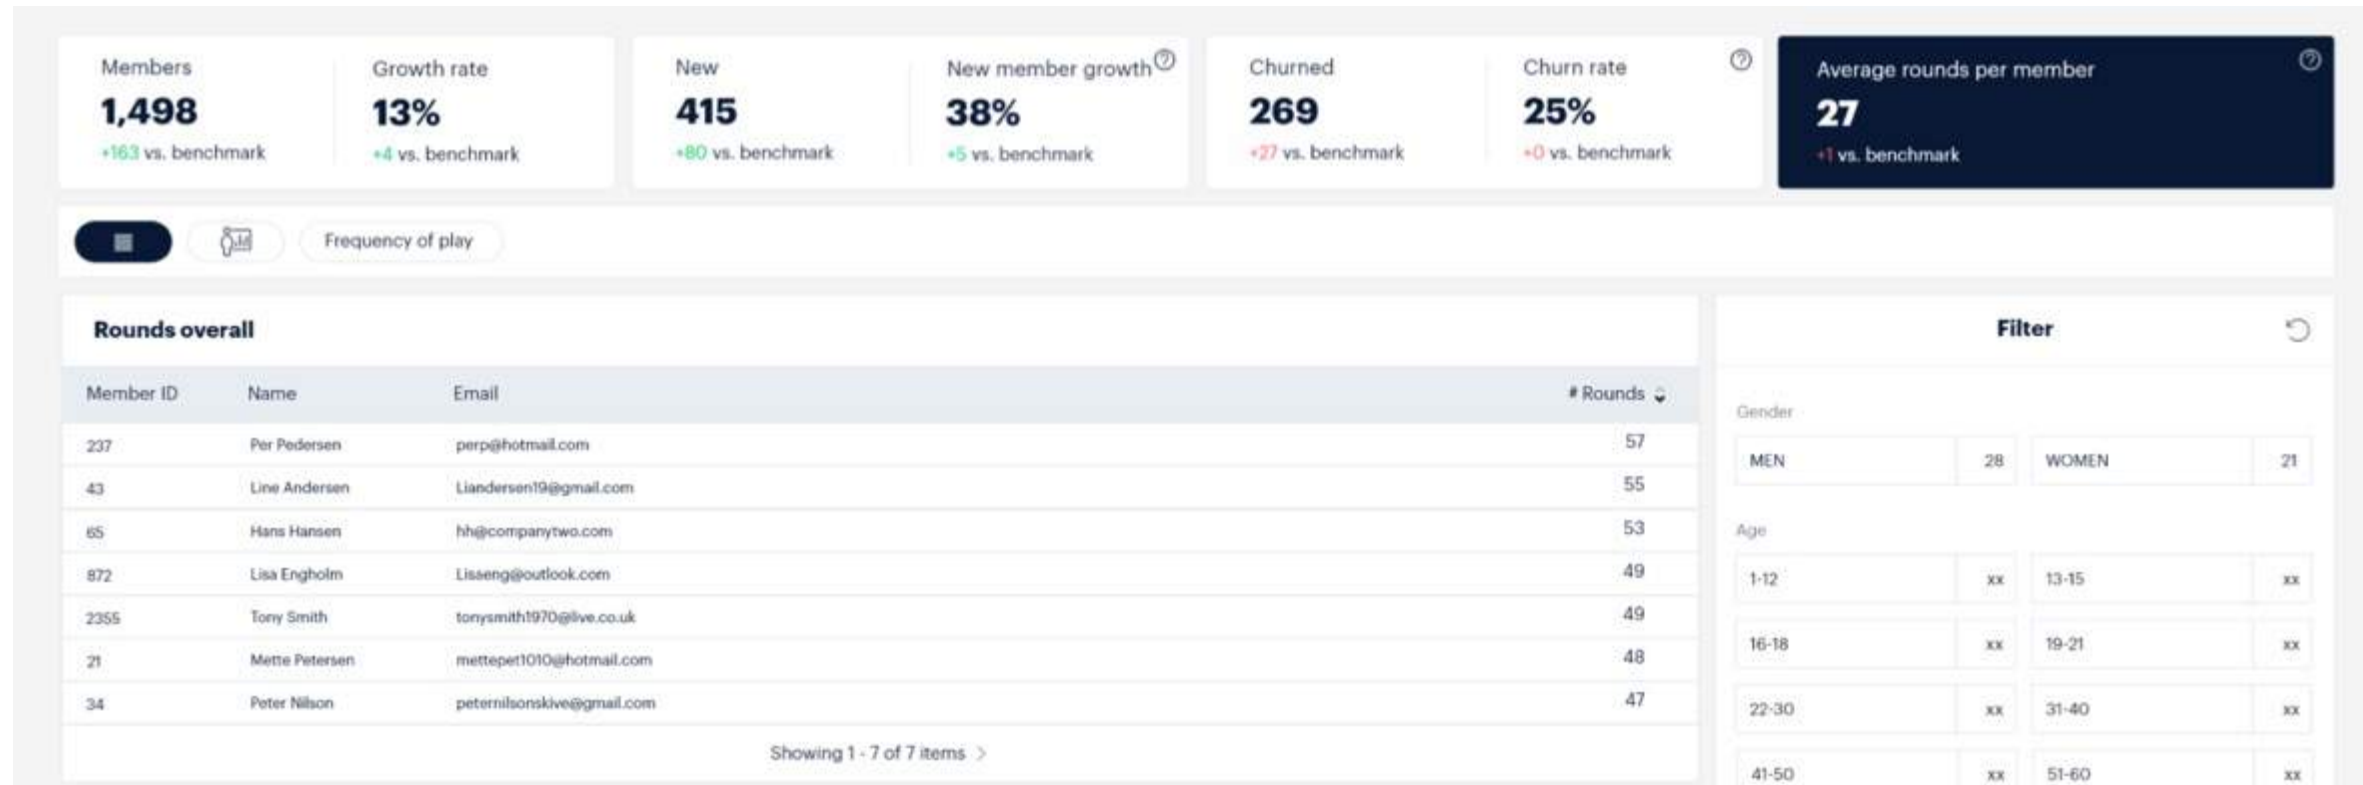 Members Growth rate New New member growth Churned Churn rate Average rounds per member
1,498 13% 415 38% 269 25% 27
+163 vs. benchmark +4 vs. benchmark +80 vs. benchmark +5 vs. benchmark +27 vs. benchmark +0 vs. benchmark +1 vs. benchmark
Frequency of play
Rounds overall
Member ID Name Email # Rounds
237 Per Pedersen perp@hotmail.com 57
43 Line Andersen Liandersen19@gmail.com 55
65 Hans Hansen hh@companytwo.com 53
872 Lisa Engholm Lisaeng@outlook.com 49
2355 Tony Smith tonysmith1970@live.co.uk 49
21 Mette Petersen mettepet1010@hotmail.com 48
34 Peter Nilson peternilsonskive@gmail.com 47
Showing 1 - 7 of 7 items >
Filter
Gender
MEN 28 WOMEN 21
Age
1-12 xx 13-15 xx
16-18 xx 19-21 xx
22-30 xx 31-40 xx
41-50 xx 51-60 xx